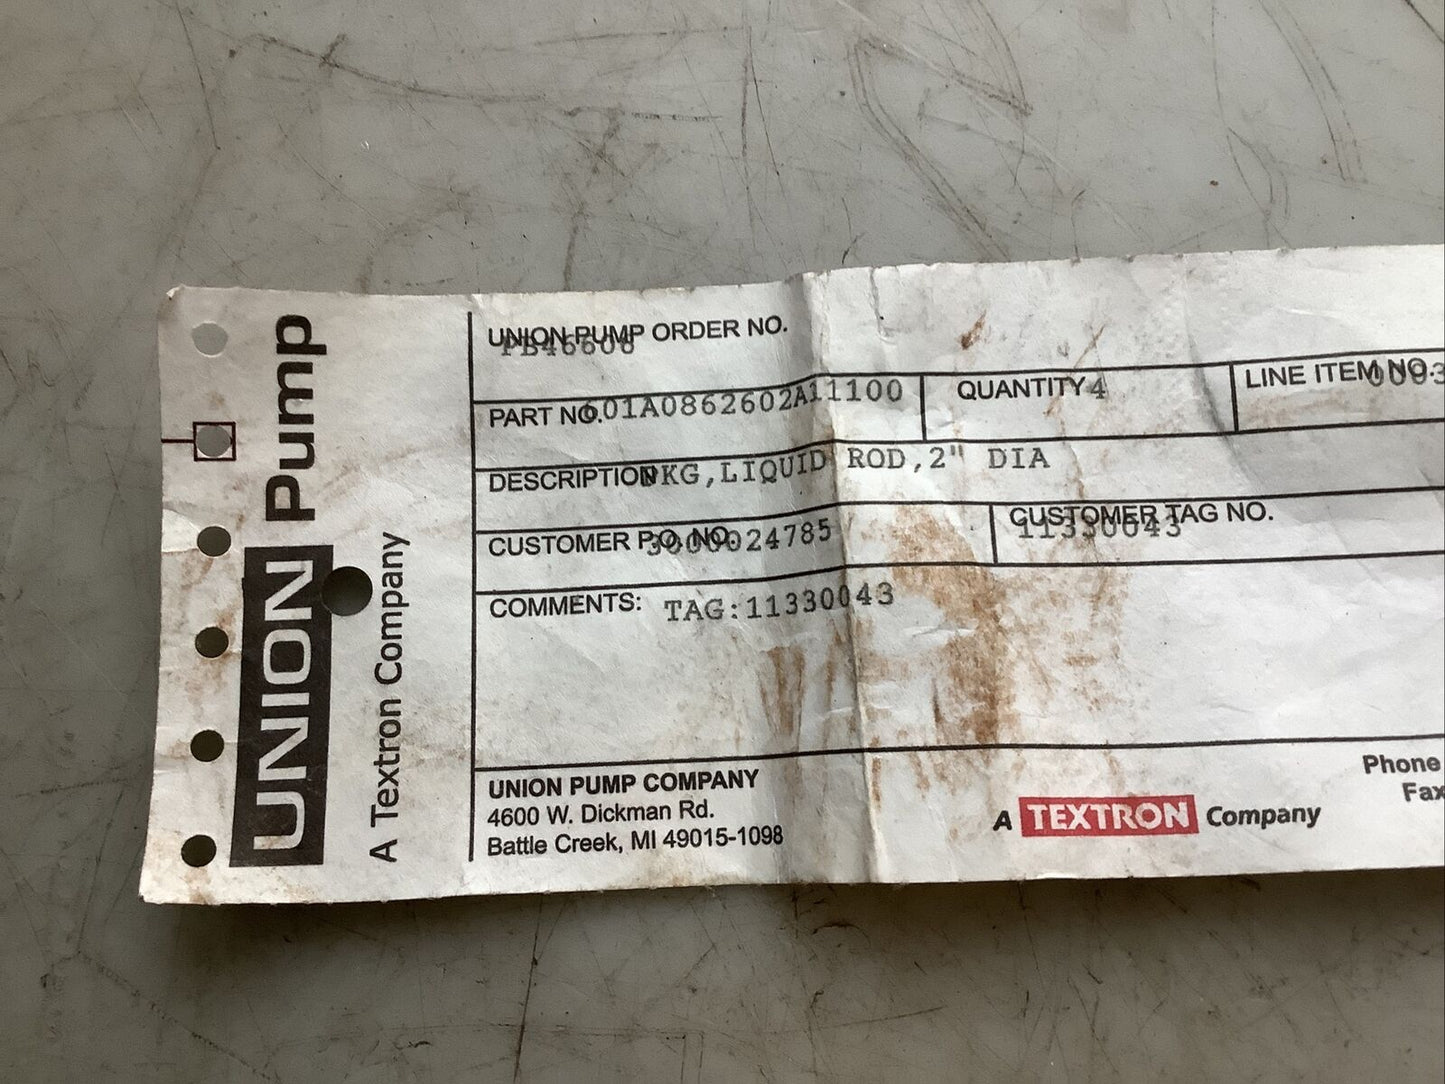 UNION Pump
A Textron Company
UNION PUMP ORDER NO.
PB46608
PART NO. 601A0862602A11100
QUANTITY 4
LINE ITEM NO. 0003
DESCRIPTION PKG,LIQUID ROD,2" DIA
CUSTOMER P.O. NO. 3000024785
CUSTOMER TAG NO.
11330043
COMMENTS: TAG:11330043
UNION PUMP COMPANY
4600 W. Dickman Rd.
Battle Creek, MI 49015-1098
A TEXTRON Company
Phone
Fax